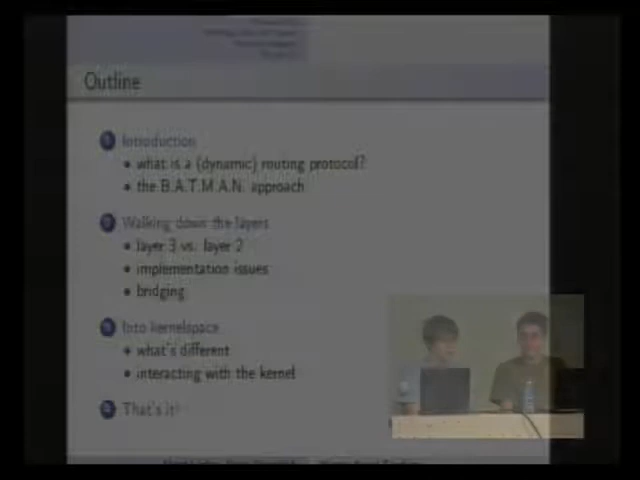 Outline
Introduction
what is a (dynamic) routing protocol?
the B.A.T.M.A.N. approach
Walking down the layers
layer 3 vs. layer 2
implementation issues
bridging
Into kernelspace
what's different
interacting with the kernel
That's it!